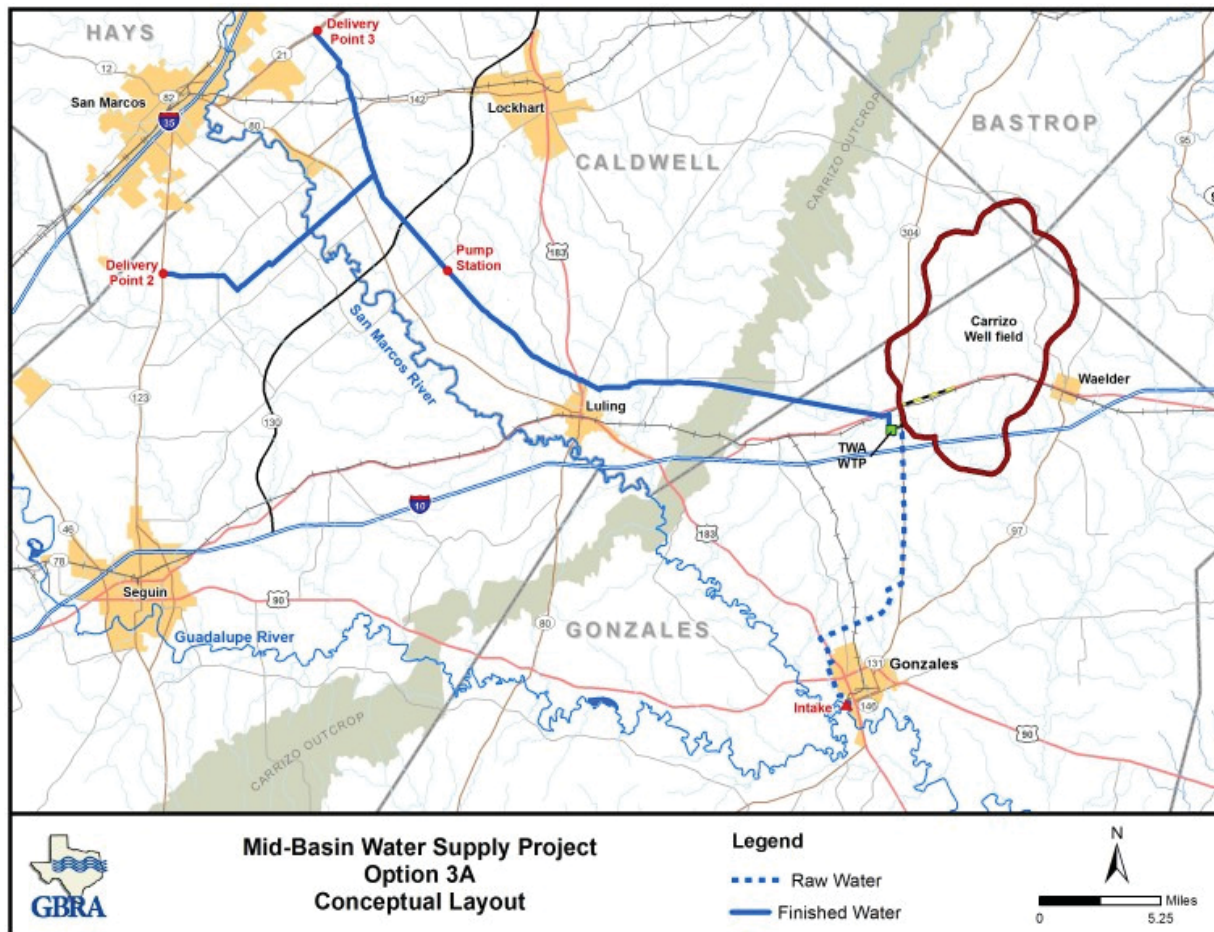 HAYS
Delivery
Point 3
21
12
San Marcos
82
142
Lockhart
35
80
CALDWELL
BASTROP
95
CARRIZO OUTCROP
304
183
Delivery
Point 2
Pump
Station
San Marcos River
Carrizo
Well field
Waelder
123
130
Luling
TWA
WTP
10
46
78
Seguin
90
183
97
Guadalupe River
80
GONZALES
131
Gonzales
Intake
146
90
CARRIZO OUTCROP
GBRA
Mid-Basin Water Supply Project
Option 3A
Conceptual Layout
Legend
Raw Water
Finished Water
N
Miles
0
5.25